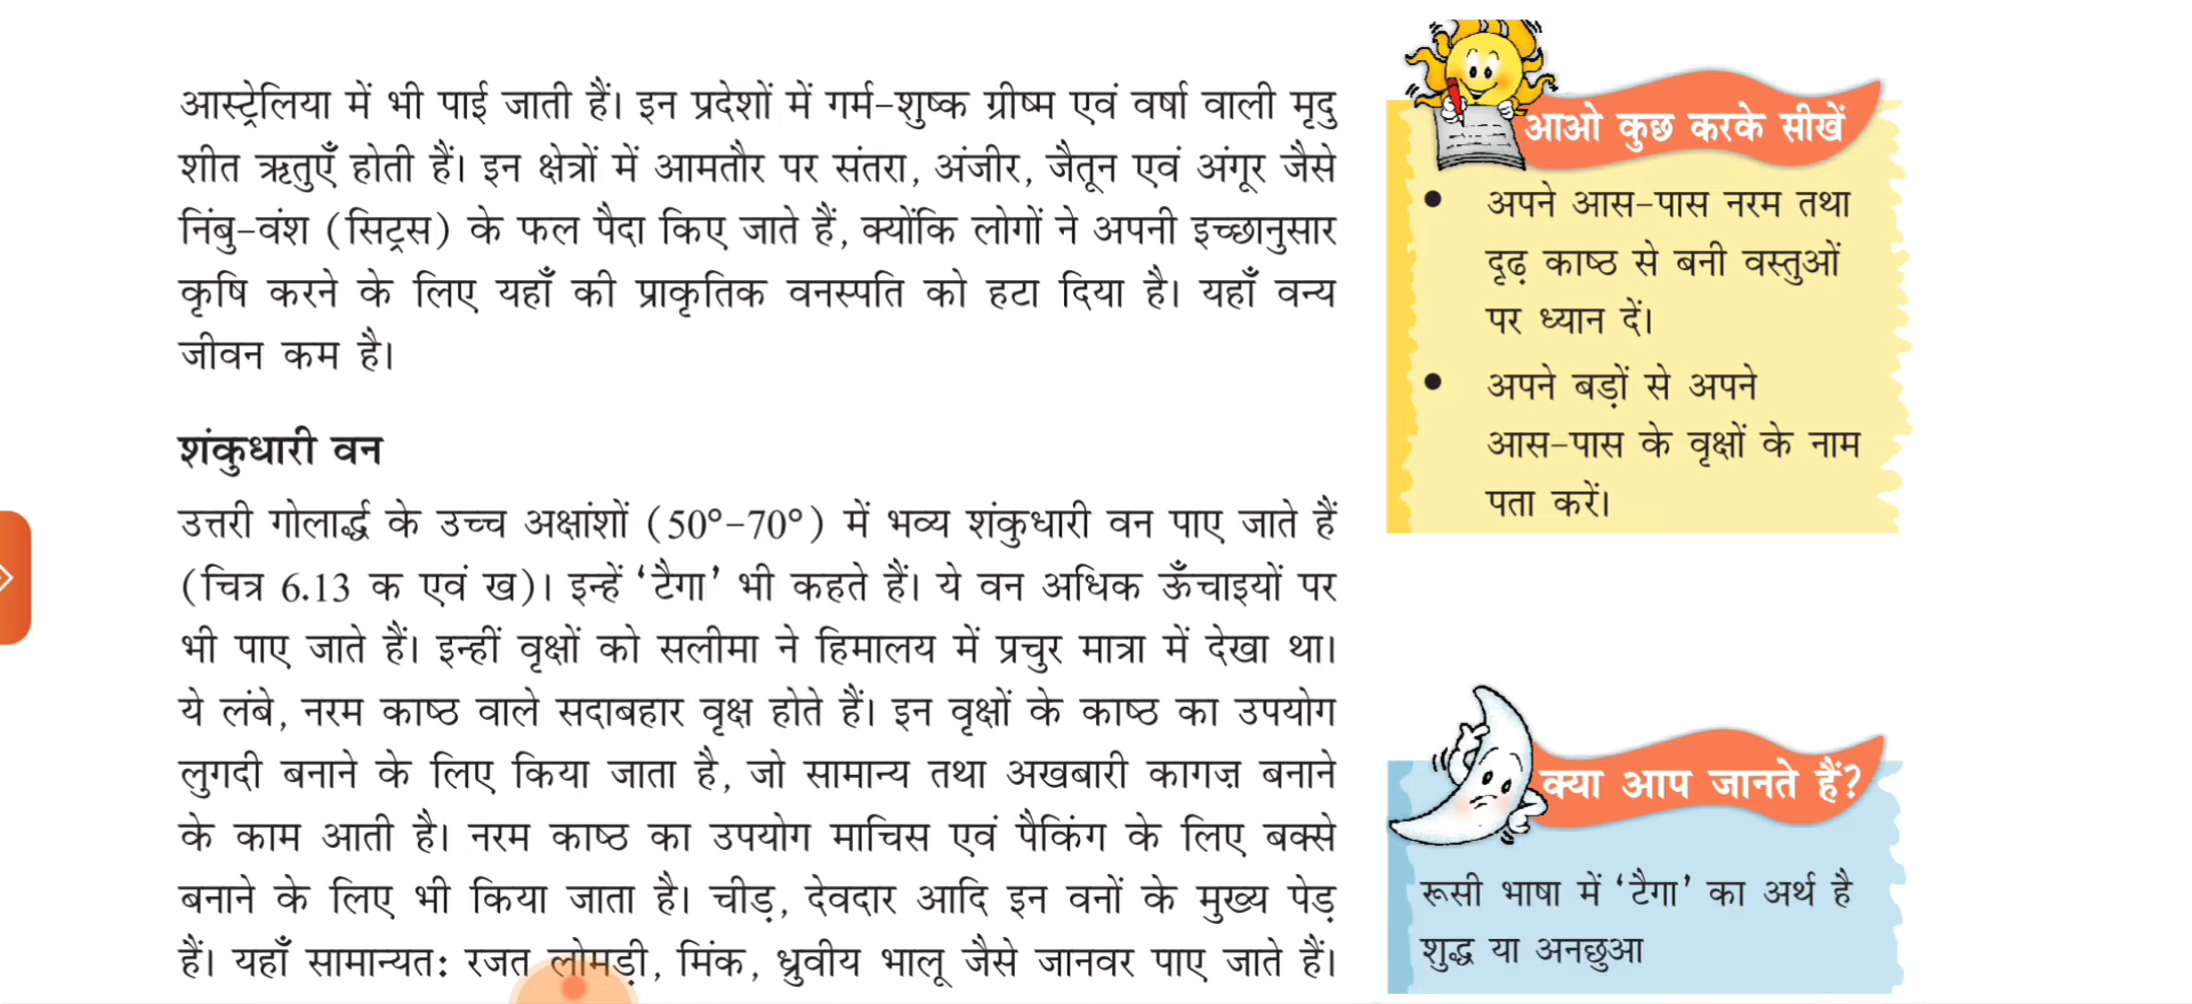 आस्ट्रेलिया में भी पाई जाती हैं। इन प्रदेशों में गर्म-शुष्क ग्रीष्म एवं वर्षा वाली मृदु
शीत ऋतुएँ होती हैं। इन क्षेत्रों में आमतौर पर संतरा, अंजीर, जैतून एवं अंगूर जैसे
निंबु-वंश (सिट्रस) के फल पैदा किए जाते हैं, क्योंकि लोगों ने अपनी इच्छानुसार
कृषि करने के लिए यहाँ की प्राकृतिक वनस्पति को हटा दिया है। यहाँ वन्य
जीवन कम है।
शंकुधारी वन
उत्तरी गोलार्द्ध के उच्च अक्षांशों (50°-70°) में भव्य शंकुधारी वन पाए जाते हैं
(चित्र 6.13 क एवं ख)। इन्हें ‘टैगा’ भी कहते हैं। ये वन अधिक ऊँचाइयों पर
भी पाए जाते हैं। इन्हीं वृक्षों को सलीमा ने हिमालय में प्रचुर मात्रा में देखा था।
ये लंबे, नरम काष्ठ वाले सदाबहार वृक्ष होते हैं। इन वृक्षों के काष्ठ का उपयोग
लुगदी बनाने के लिए किया जाता है, जो सामान्य तथा अखबारी कागज़ बनाने
के काम आती है। नरम काष्ठ का उपयोग माचिस एवं पैकिंग के लिए बक्से
बनाने के लिए भी किया जाता है। चीड़, देवदार आदि इन वनों के मुख्य पेड़
हैं। यहाँ सामान्यत: रजत लोमड़ी, मिंक, ध्रुवीय भालू जैसे जानवर पाए जाते हैं।
आओ कुछ करके सीखें
• अपने आस-पास नरम तथा
दृढ़ काष्ठ से बनी वस्तुओं
पर ध्यान दें।
• अपने बड़ों से अपने
आस-पास के वृक्षों के नाम
पता करें।
क्या आप जानते हैं?
रूसी भाषा में ‘टैगा’ का अर्थ है
शुद्ध या अनछुआ